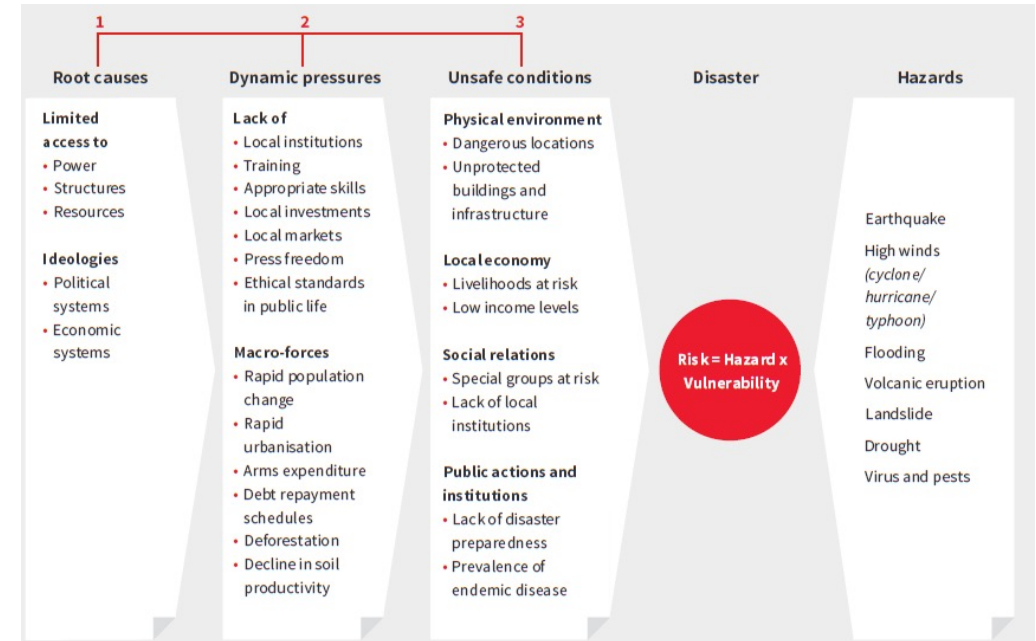 1
2
3
Root causes
Dynamic pressures
Unsafe conditions
Disaster
Hazards
Limited
access to
• Power
• Structures
• Resources
Ideologies
• Political
systems
• Economic
systems
Lack of
• Local institutions
• Training
• Appropriate skills
• Local investments
• Local markets
• Press freedom
• Ethical standards
in public life
Macro-forces
• Rapid population
change
• Rapid
urbanisation
• Arms expenditure
• Debt repayment
schedules
• Deforestation
• Decline in soil
productivity
Physical environment
• Dangerous locations
• Unprotected
buildings and
infrastructure
Local economy
• Livelihoods at risk
• Low income levels
Social relations
• Special groups at risk
• Lack of local
institutions
Public actions and
institutions
• Lack of disaster
preparedness
• Prevalence of
endemic disease
Risk = Hazard x
Vulnerability
Earthquake
High winds
(cyclone/
hurricane/
typhoon)
Flooding
Volcanic eruption
Landslide
Drought
Virus and pests